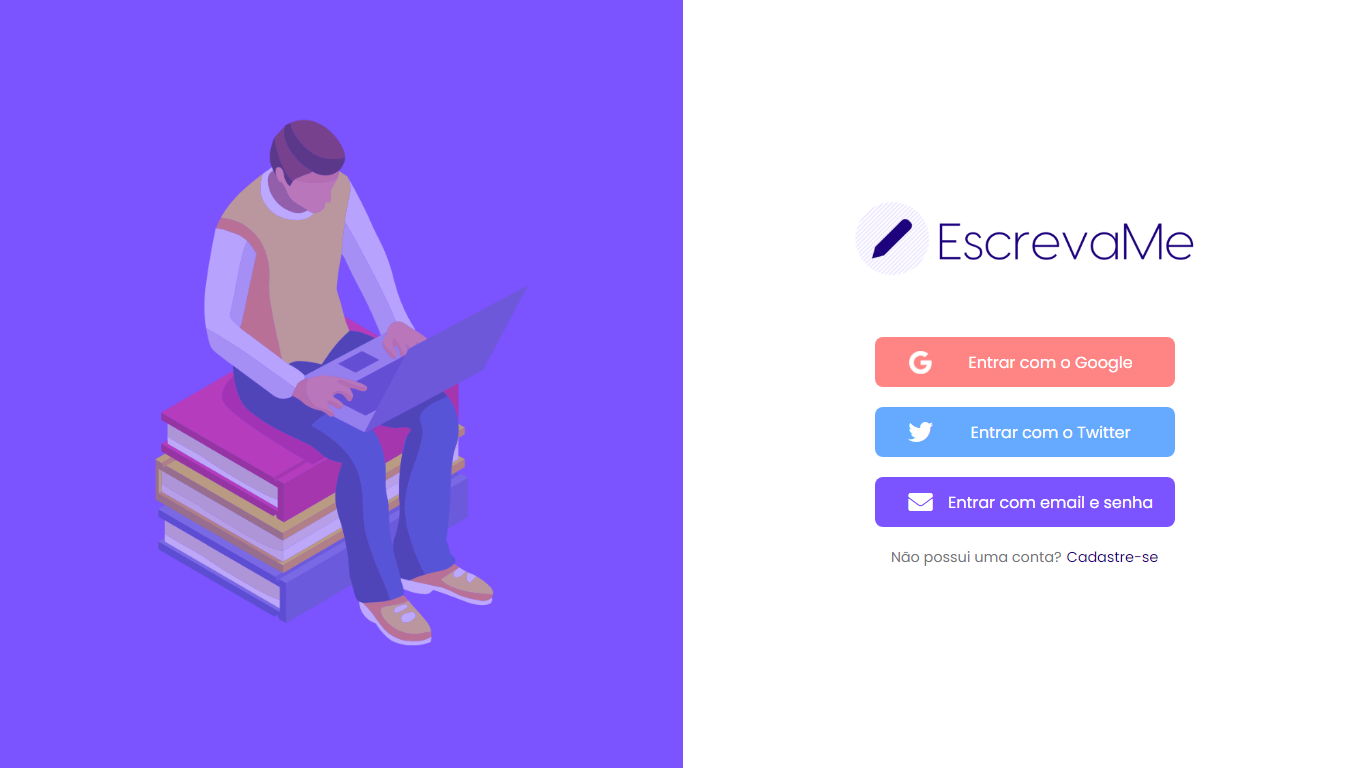 EscrevaMe
Entrar com o Google
Entrar com o Twitter
Entrar com email e senha
Não possui uma conta? Cadastre-se